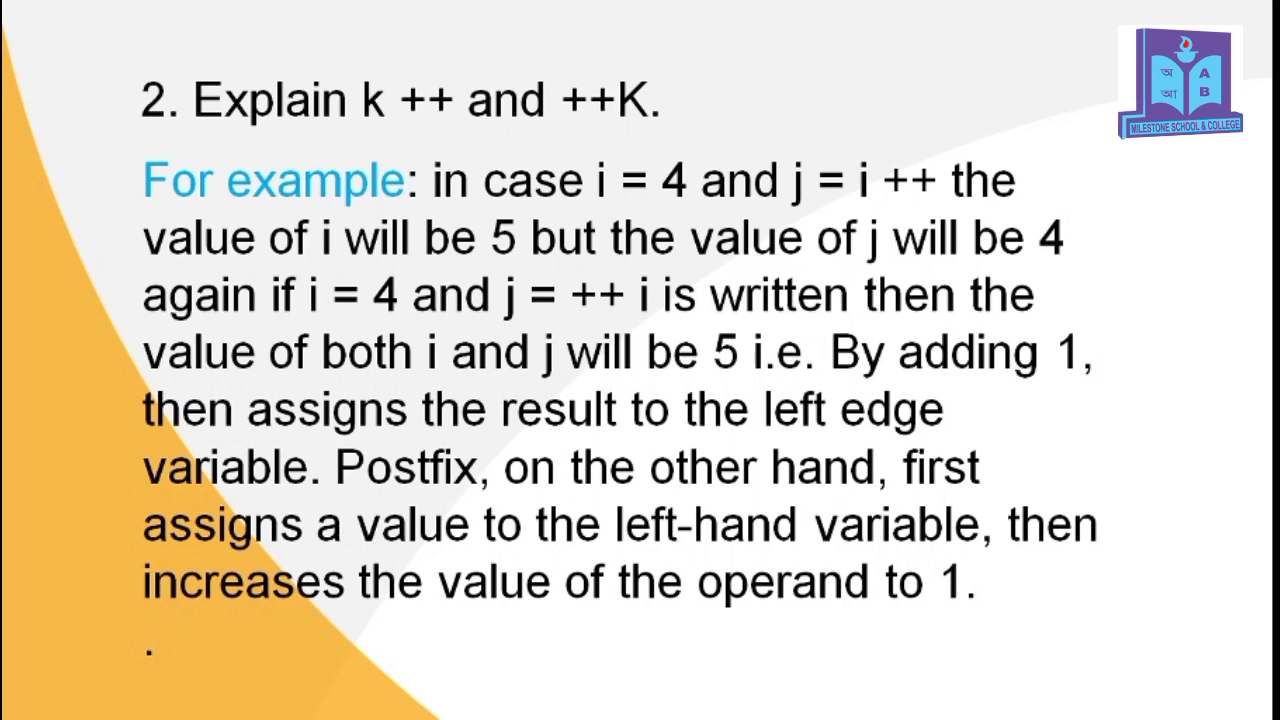 2. Explain k ++ and ++K.
For example: in case i = 4 and j = i ++ the
value of i will be 5 but the value of j will be 4
again if i = 4 and j = ++ i is written then the
value of both i and j will be 5 i.e. By adding 1,
then assigns the result to the left edge
variable. Postfix, on the other hand, first
assigns a value to the left-hand variable, then
increases the value of the operand to 1.
.
অ A
আ B
MILESTONE SCHOOL & COLLEGE